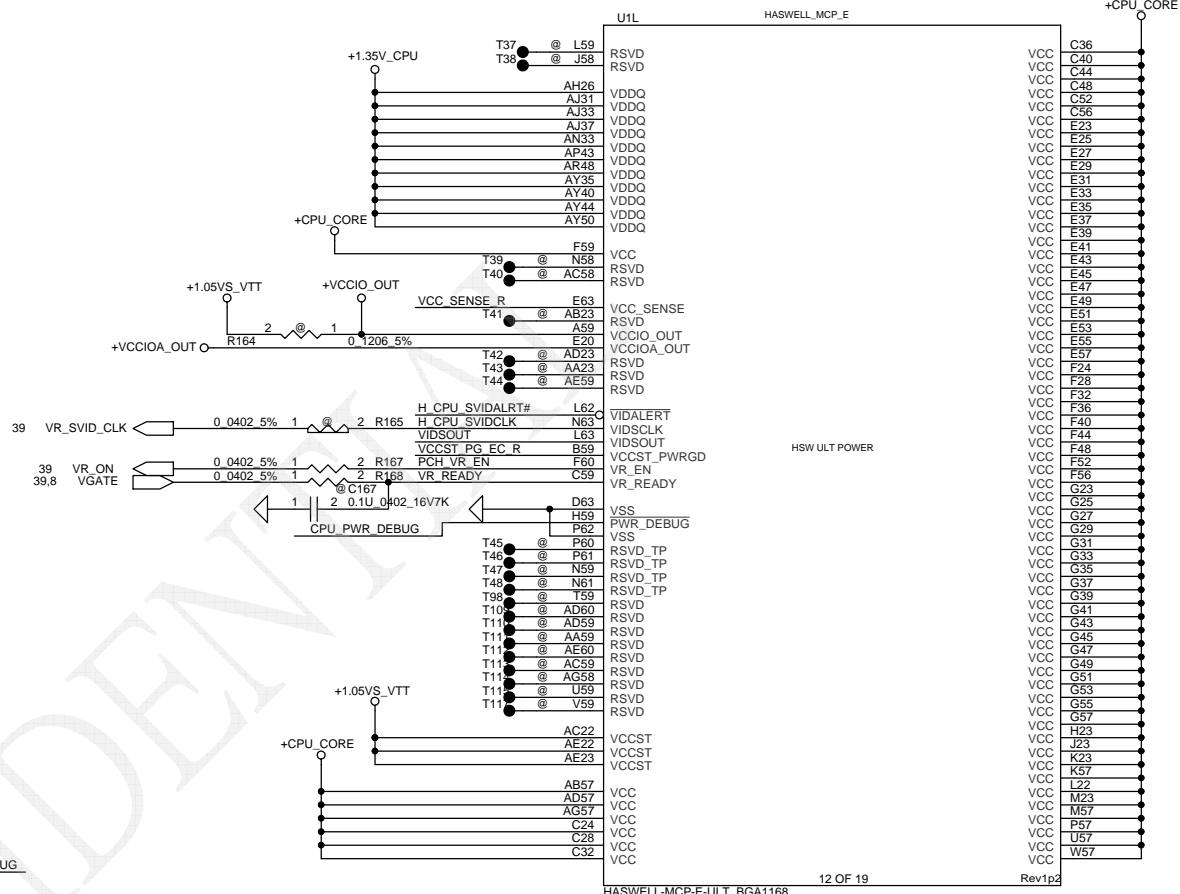 +CPU_CORE
U1L HASWELL_MCP_E
T37 @ L59 RSVD VCC C36
T38 @ J58 RSVD VCC C40
+1.35V_CPU VCC C44
AH26 VDDQ VCC C48
AJ31 VDDQ VCC C52
AJ33 VDDQ VCC C56
AJ37 VDDQ VCC E23
AN33 VDDQ VCC E25
AP43 VDDQ VCC E27
AR48 VDDQ VCC E29
AY35 VDDQ VCC E31
AY40 VDDQ VCC E33
AY44 VDDQ VCC E35
AY50 VDDQ VCC E37
+CPU_CORE VCC E39
F59 VCC VCC E41
T39 @ N58 RSVD VCC E43
T40 @ AC58 RSVD VCC E45
+1.05VS_VTT +VCCIO_OUT VCC E47
VCC_SENSE_R E63 VCC_SENSE VCC E49
T41 @ AB23 RSVD VCC E51
2 @ 1 A59 VCCIO_OUT VCC E53
+VCCIOA_OUT R164 0_1206_5% E20 VCCIOA_OUT VCC E55
T42 @ AD23 RSVD VCC E57
T43 @ AA23 RSVD VCC F24
T44 @ AE59 RSVD VCC F28
VCC F32
H_CPU_SVIDALRT# L62 VIDALERT VCC F36
39 VR_SVID_CLK 0_0402_5% 1 @ 2 R165 H_CPU_SVIDCLK N63 VIDSCLK VCC F40
VIDSOUT L63 VIDSOUT HSW ULT POWER VCC F44
VCCST_PG_EC_R B59 VCCST_PWRGD VCC F48
39 VR_ON 0_0402_5% 1 2 R167 PCH_VR_EN F60 VR_EN VCC F52
39,8 VGATE 0_0402_5% 1 2 R168 VR_READY C59 VR_READY VCC F56
@ C167 VCC G23
1 2 0.1U_0402_16V7K D63 VSS VCC G25
H59 PWR_DEBUG VCC G27
CPU_PWR_DEBUG P62 VSS VCC G29
T45 @ P60 RSVD_TP VCC G31
T46 @ P61 RSVD_TP VCC G33
T47 @ N59 RSVD_TP VCC G35
T48 @ N61 RSVD_TP VCC G37
T98 @ T59 RSVD VCC G39
@ AD60 RSVD VCC G41
@ AD59 RSVD VCC G43
@ AA59 RSVD VCC G45
@ AE60 RSVD VCC G47
@ AC59 RSVD VCC G49
@ AG58 RSVD VCC G51
@ U59 RSVD VCC G53
@ V59 RSVD VCC G55
+1.05VS_VTT VCC G57
AC22 VCCST VCC H23
AE22 VCCST VCC J23
AE23 VCCST VCC K23
+CPU_CORE VCC K57
AB57 VCC VCC L22
AD57 VCC VCC M23
AG57 VCC VCC M57
C24 VCC VCC P57
C28 VCC VCC U57
C32 VCC VCC W57
UG
12 OF 19 Rev1p2
HASWELL-MCP-E-ULT_BGA1168
DENTIAL